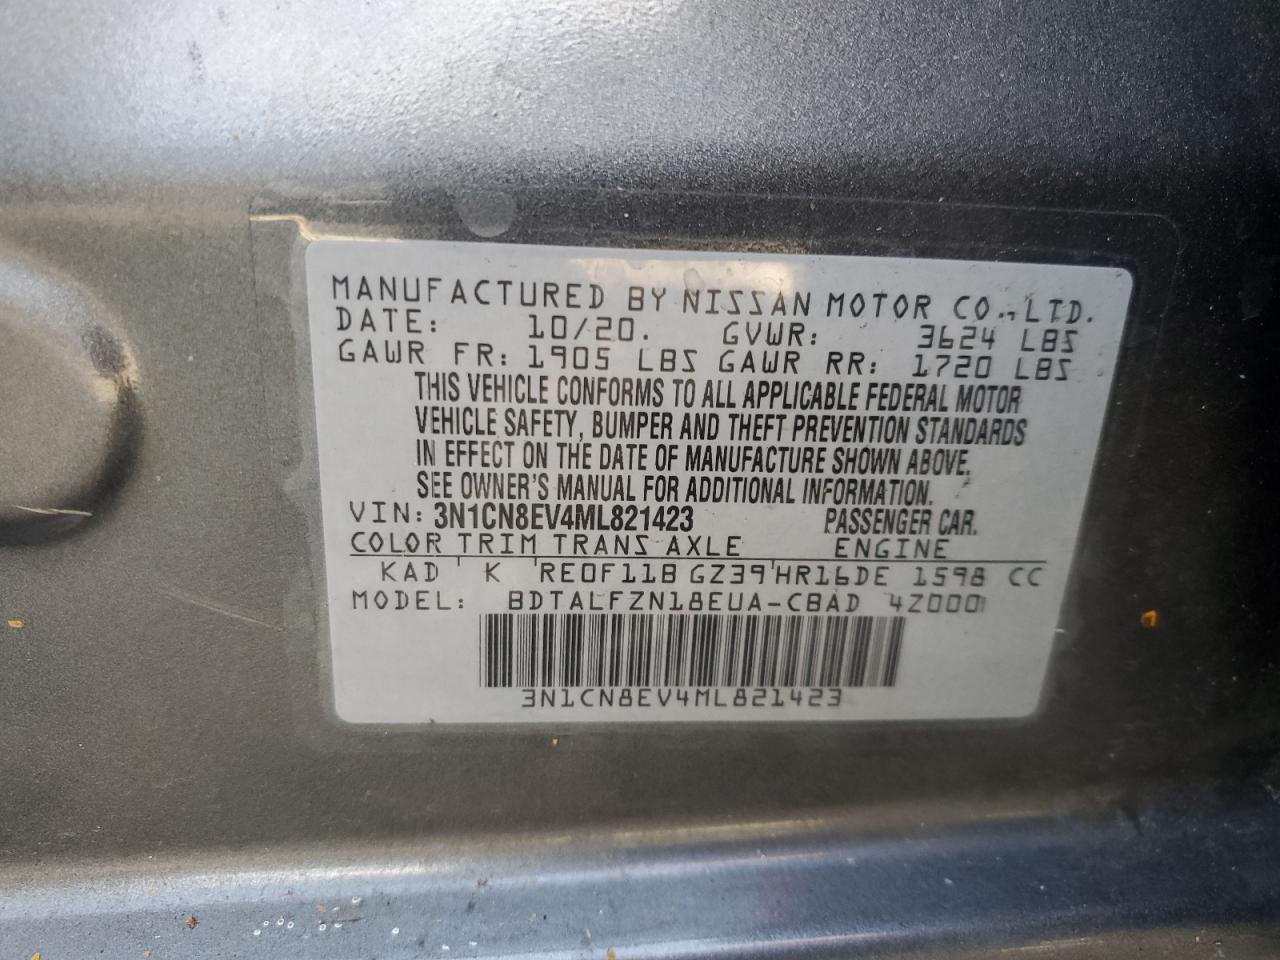 MANUFACTURED BY NISSAN MOTOR CO., LTD.
DATE: 10/20. GVWR: 3624 LBS
GAWR FR: 1905 LBS GAWR RR: 1720 LBS
THIS VEHICLE CONFORMS TO ALL APPLICABLE FEDERAL MOTOR
VEHICLE SAFETY, BUMPER AND THEFT PREVENTION STANDARDS
IN EFFECT ON THE DATE OF MANUFACTURE SHOWN ABOVE.
SEE OWNER'S MANUAL FOR ADDITIONAL INFORMATION.
VIN: 3N1CN8EV4ML821423 PASSENGER CAR.
COLOR TRIM TRANS AXLE ENGINE
KAD K RE0F11B GZ39 HR16DE 1598 CC
MODEL: BDTALFZN18EUA-CBAD 4Z000
3N1CN8EV4ML821423